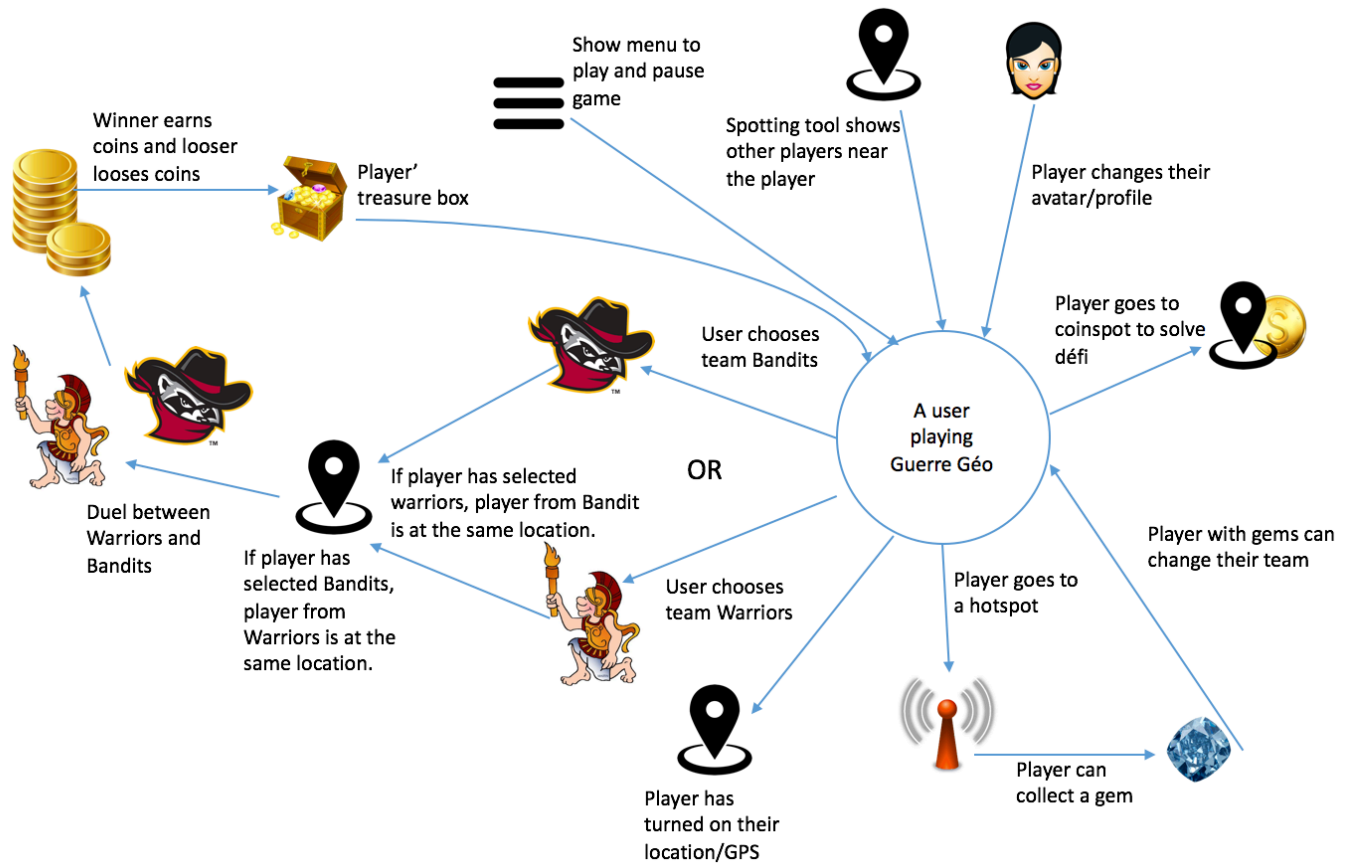 Show menu to
play and pause
game
Winner earns
coins and looser
looses coins
Player’
treasure box
Spotting tool shows
other players near
the player
Player changes their
avatar/profile
Player goes to
coinspot to solve
défi
User chooses
team Bandits
A user
playing
Guerre Géo
OR
If player has selected
warriors, player from Bandit
is at the same location.
Duel between
Warriors and
Bandits
If player has
selected Bandits,
player from
Warriors is at the
same location.
User chooses
team Warriors
Player goes to
a hotspot
Player with gems can
change their team
Player can
collect a gem
Player has
turned on their
location/GPS
TM
TM
S